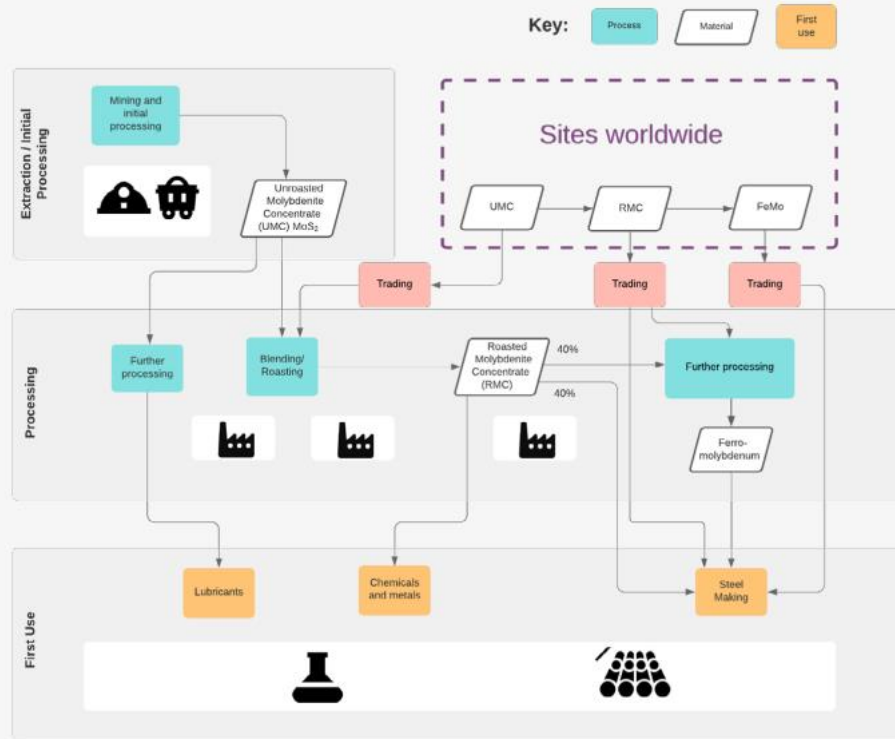 Key:
Process
Material
First
use
Extraction / Initial
Processing
Mining and
initial
processing
Unroasted
Molybdenite
Concentrate
(UMC) MoS₂
Sites worldwide
UMC
RMC
FeMo
Trading
Trading
Trading
Processing
Further
processing
Blending/
Roasting
Roasted
Molybdenite
Concentrate
(RMC)
40%
40%
Further processing
Ferro-
molybdenum
First Use
Lubricants
Chemicals
and metals
Steel
Making